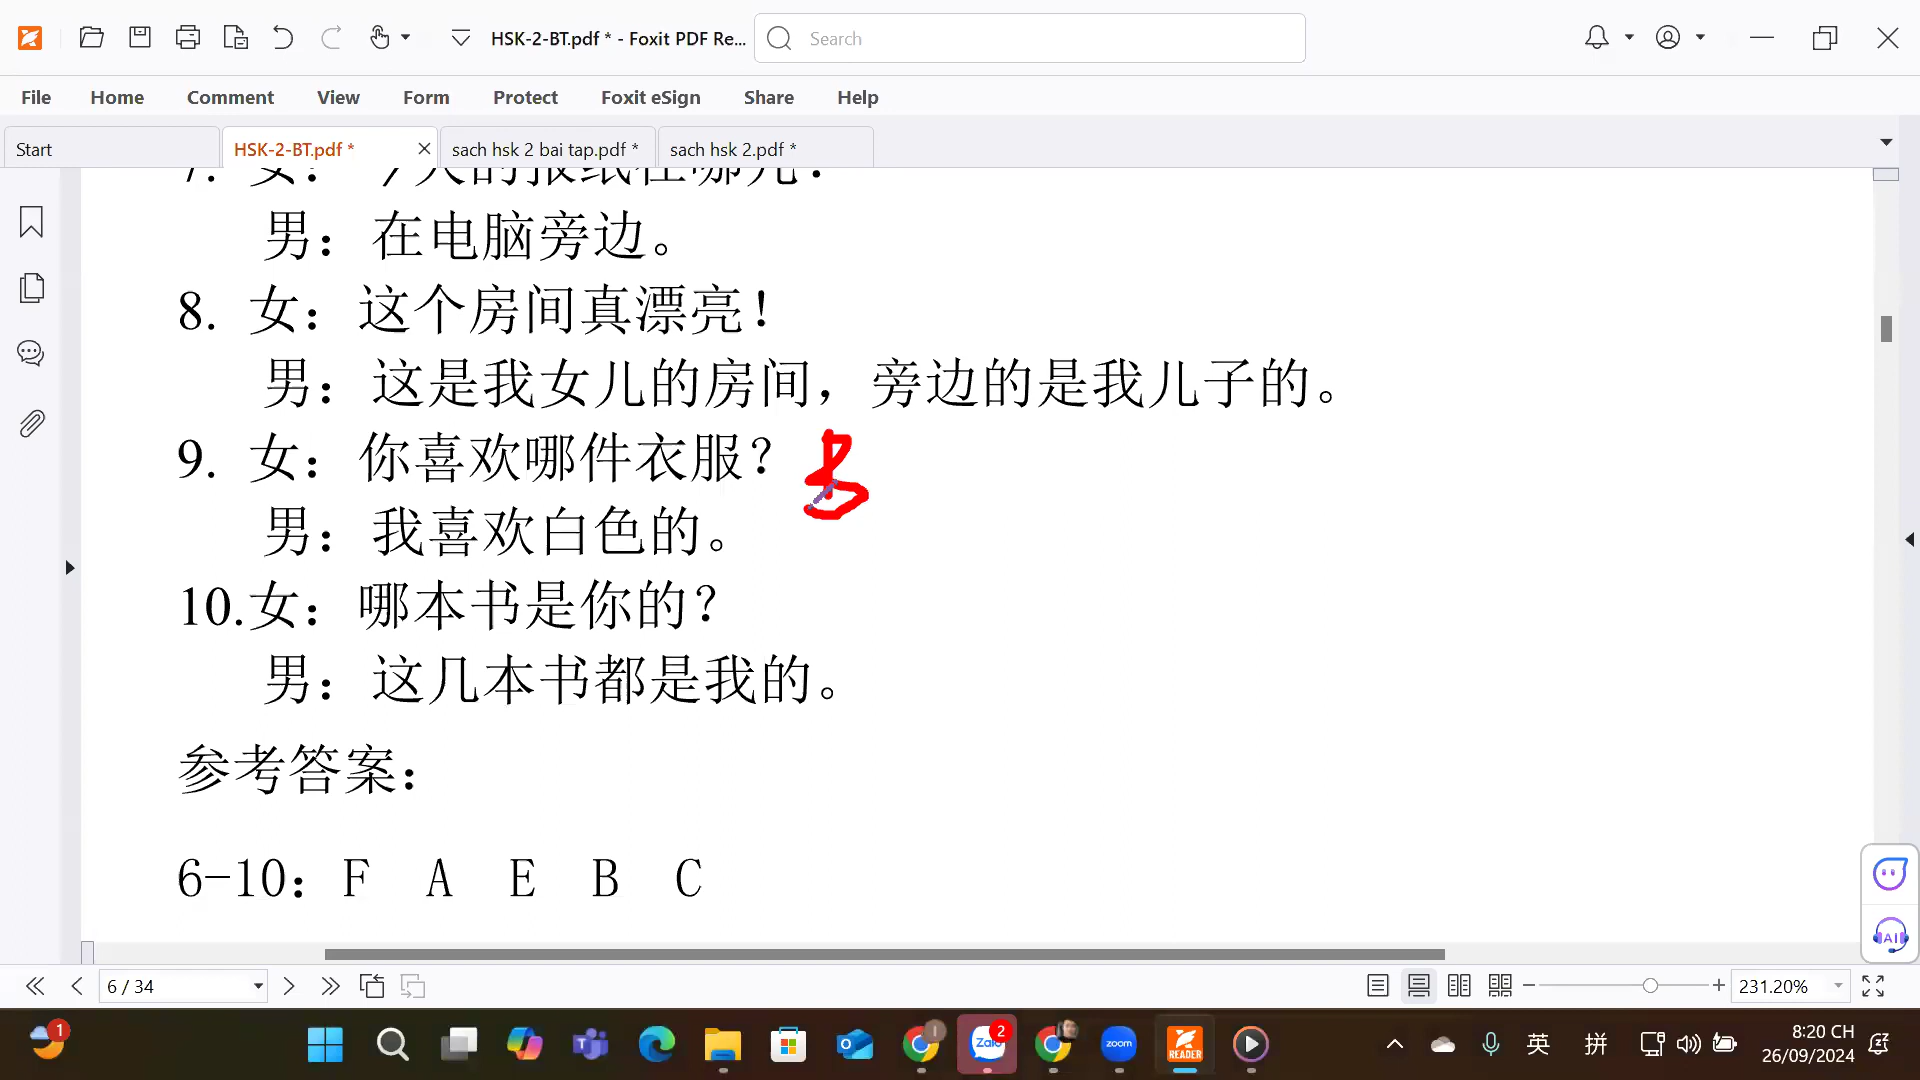 HSK-2-BT.pdf * - Foxit PDF Re...
Search
File Home Comment View Form Protect Foxit eSign Share Help
Start
HSK-2-BT.pdf *
sach hsk 2 bai tap.pdf *
sach hsk 2.pdf *
男：在电脑旁边。
8. 女：这个房间真漂亮！
男：这是我女儿的房间，旁边的是我儿子的。
9. 女：你喜欢哪件衣服？
男：我喜欢白色的。
10.女：哪本书是你的？
男：这几本书都是我的。
参考答案：
6-10：F A E B C
AI
6 / 34
231.20%
1
Zalo
2
zoom
READER
英
拼
8:20 CH
26/09/2024